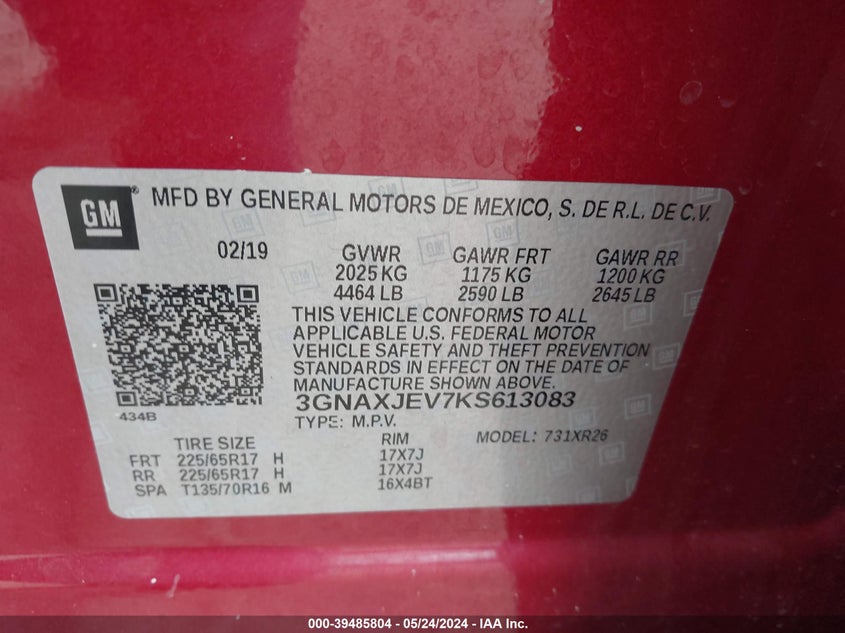 GM ® MFD BY GENERAL MOTORS DE MEXICO, S. DE R.L. DE C.V.
02/19 GVWR GAWR FRT GAWR RR
2025 KG 1175 KG 1200 KG
4464 LB 2590 LB 2645 LB
THIS VEHICLE CONFORMS TO ALL
APPLICABLE U.S. FEDERAL MOTOR
VEHICLE SAFETY AND THEFT PREVENTION
STANDARDS IN EFFECT ON THE DATE OF
MANUFACTURE SHOWN ABOVE.
3GNAXJEV7KS613083
434B
TYPE: M.P.V. MODEL: 731XR26
TIRE SIZE RIM
FRT 225/65R17 H 17X7J
RR 225/65R17 H 17X7J
SPA T135/70R16 M 16X4BT
000-39485804 | 05/24/2024 | IAA Inc.